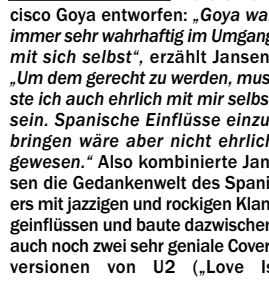 cisco Goya entworfen: „Goya war
immer sehr wahrhaftig im Umgang
mit sich selbst“, erzählt Jansen.
„Um dem gerecht zu werden, mus-
ste ich auch ehrlich mit mir selbst
sein. Spanische Einflüsse einzu-
bringen wäre aber nicht ehrlich
gewesen.“ Also kombinierte Jan-
sen die Gedankenwelt des Spani-
ers mit jazzigen und rockigen Klan-
geinflüssen und baute dazwischen
auch noch zwei sehr geniale Cover-
versionen von U2 („Love Is